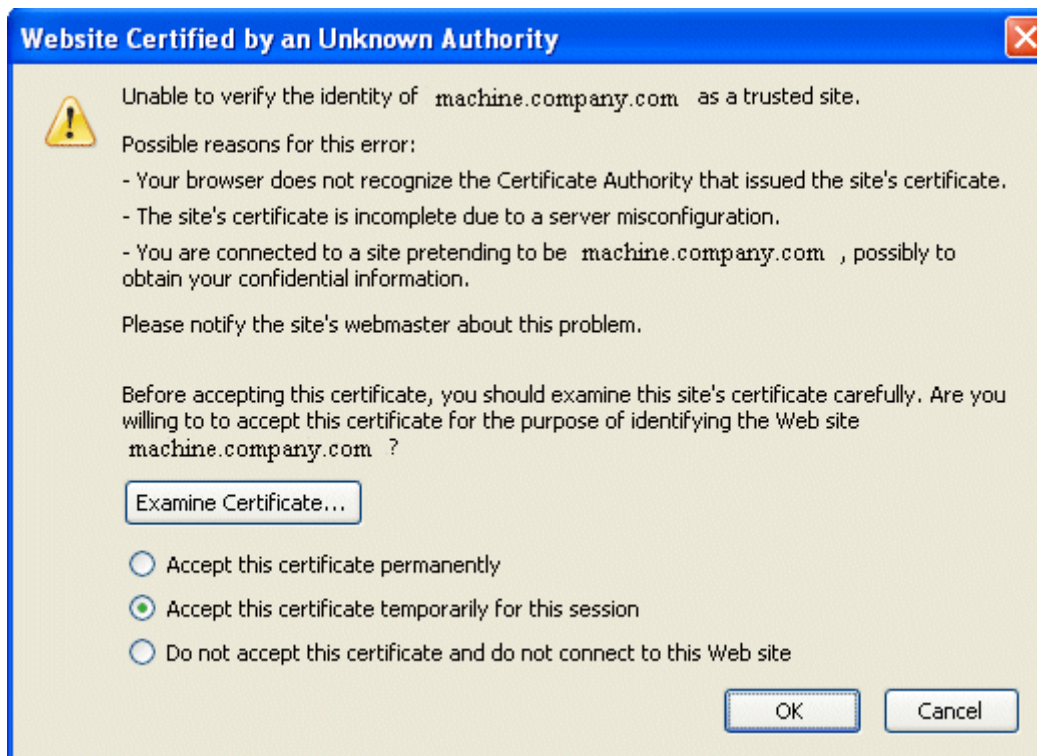 Website Certified by an Unknown Authority
Unable to verify the identity of machine.company.com as a trusted site.
Possible reasons for this error:
- Your browser does not recognize the Certificate Authority that issued the site's certificate.
- The site's certificate is incomplete due to a server misconfiguration.
- You are connected to a site pretending to be machine.company.com , possibly to
obtain your confidential information.
Please notify the site's webmaster about this problem.
Before accepting this certificate, you should examine this site's certificate carefully. Are you
willing to to accept this certificate for the purpose of identifying the Web site
machine.company.com ?
Examine Certificate...
Accept this certificate permanently
Accept this certificate temporarily for this session
Do not accept this certificate and do not connect to this Web site
OK Cancel